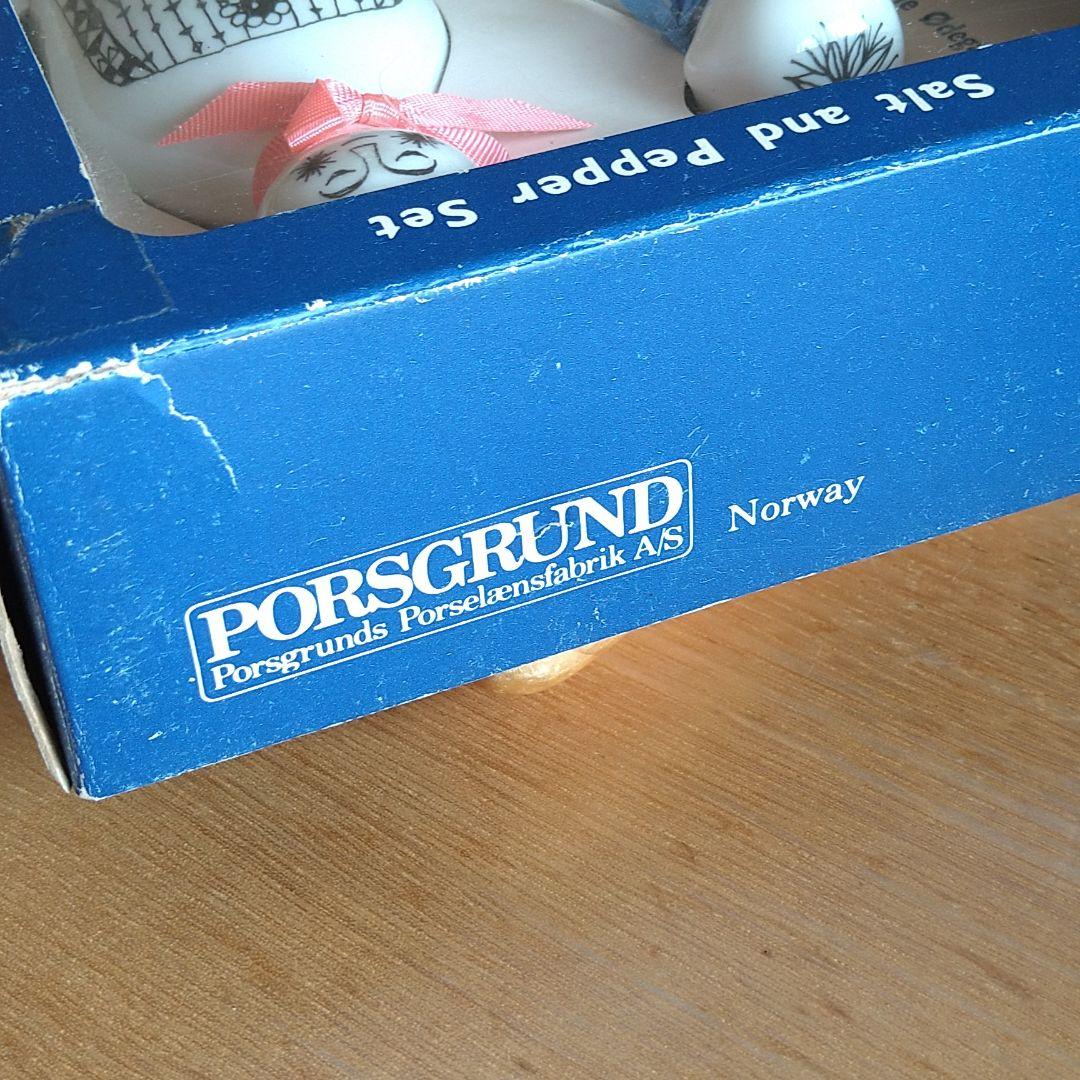 Salt and Pepper Set
PORSGRUND
Porsgrunds Porselænsfabrik A/S
Norway